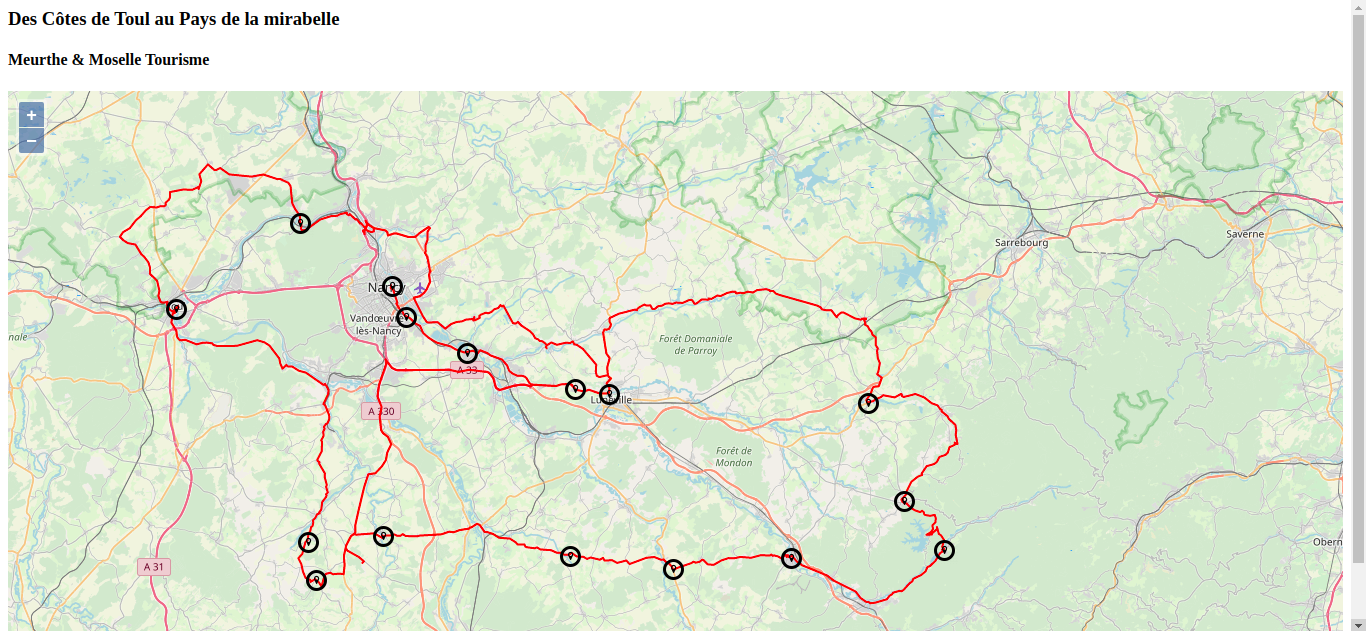 Des Côtes de Toul au Pays de la mirabelle
Meurthe & Moselle Tourisme
+
−
Sarrebourg
Saverne
Nancy
Vandœuvre-
lès-Nancy
nale
Forêt Domaniale
de Parroy
A 33
Lunéville
A 330
Forêt de
Mondon
A 31
Obern